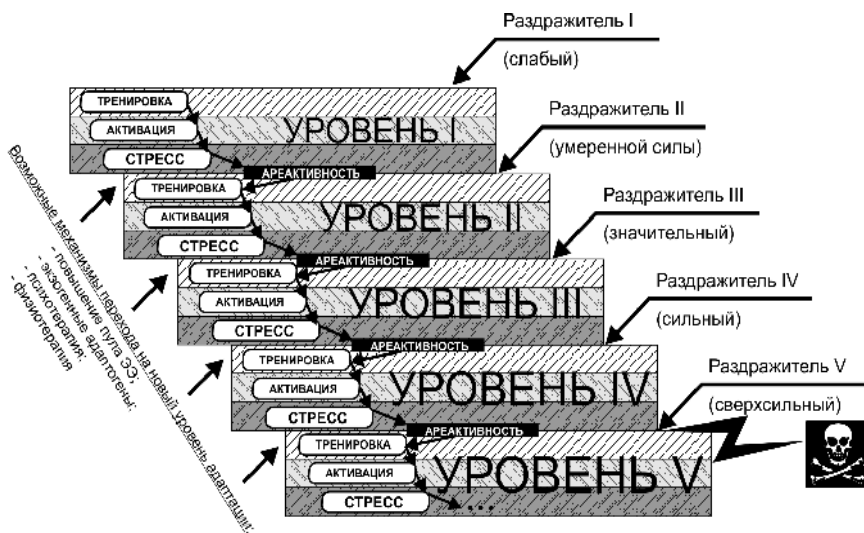 Раздражитель I
(слабый)
ТРЕНИРОВКА
АКТИВАЦИЯ
УРОВЕНЬ I
СТРЕСС
АРЕАКТИВНОСТЬ
Раздражитель II
(умеренной силы)
ТРЕНИРОВКА
АКТИВАЦИЯ
УРОВЕНЬ II
СТРЕСС
АРЕАКТИВНОСТЬ
Раздражитель III
(значительный)
ТРЕНИРОВКА
АКТИВАЦИЯ
УРОВЕНЬ III
СТРЕСС
АРЕАКТИВНОСТЬ
Раздражитель IV
(сильный)
ТРЕНИРОВКА
АКТИВАЦИЯ
УРОВЕНЬ IV
СТРЕСС
АРЕАКТИВНОСТЬ
Раздражитель V
(сверхсильный)
ТРЕНИРОВКА
АКТИВАЦИЯ
УРОВЕНЬ V
СТРЕСС
...
Возможные механизмы перехода на новый уровень адаптации:
- повышение пула ЭЭ;
- экзогенные адаптогены;
- психотерапия;
- физиотерапия